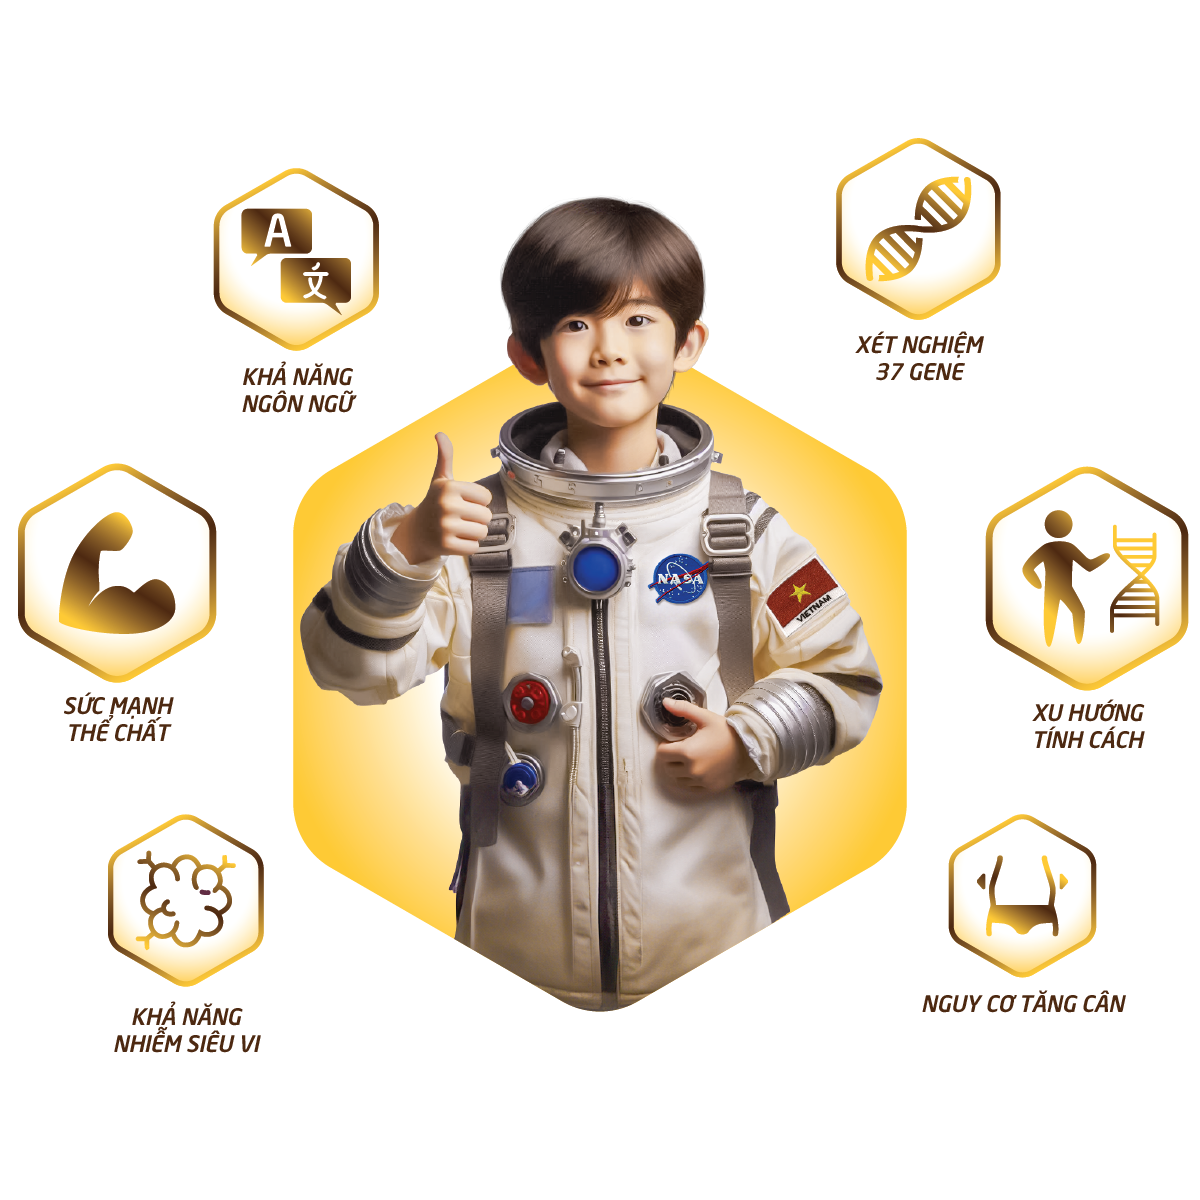 A
文
KHẢ NĂNG
NGÔN NGỮ
XÉT NGHIỆM
37 GENE
NASA
VIETNAM
SỨC MẠNH
THỂ CHẤT
XU HƯỚNG
TÍNH CÁCH
KHẢ NĂNG
NHIỄM SIÊU VI
NGUY CƠ TĂNG CÂN